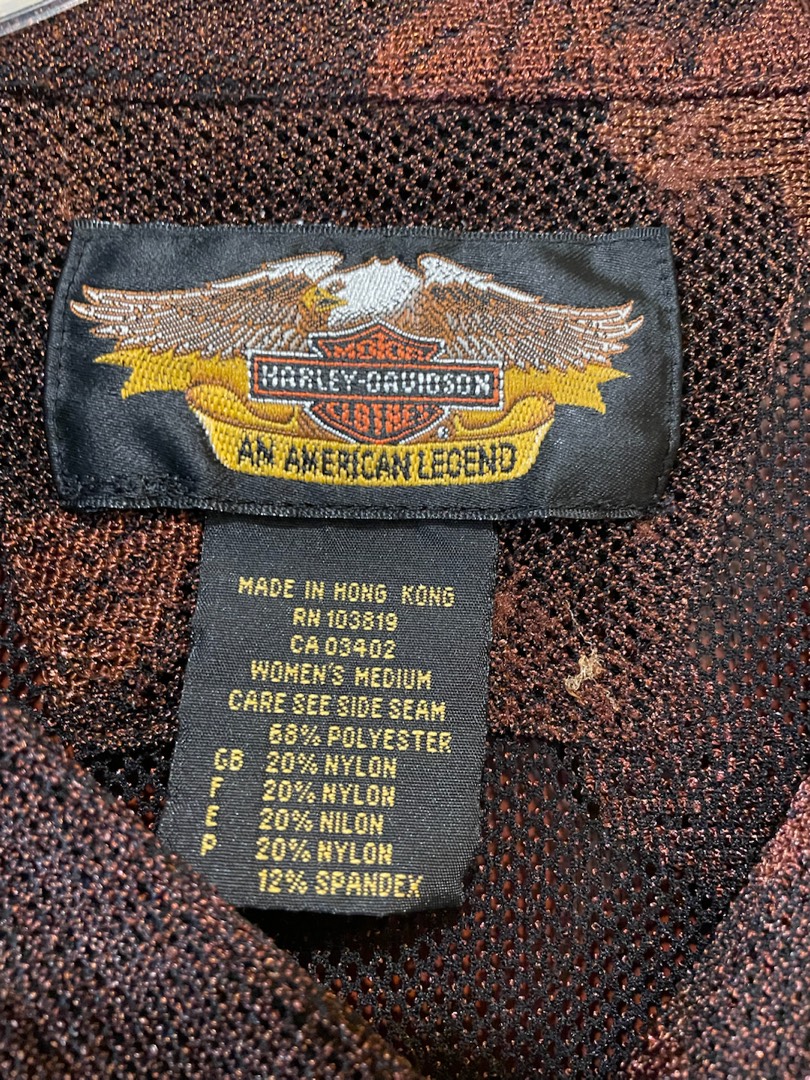 MOTOR
HARLEY-DAVIDSON
CLOTHES
®
AN AMERICAN LEGEND
MADE IN HONG KONG
RN 103819
CA 03402
WOMEN'S MEDIUM
CARE SEE SIDE SEAM
68% POLYESTER
GB 20% NYLON
F 20% NYLON
E 20% NILON
P 20% NYLON
12% SPANDEX